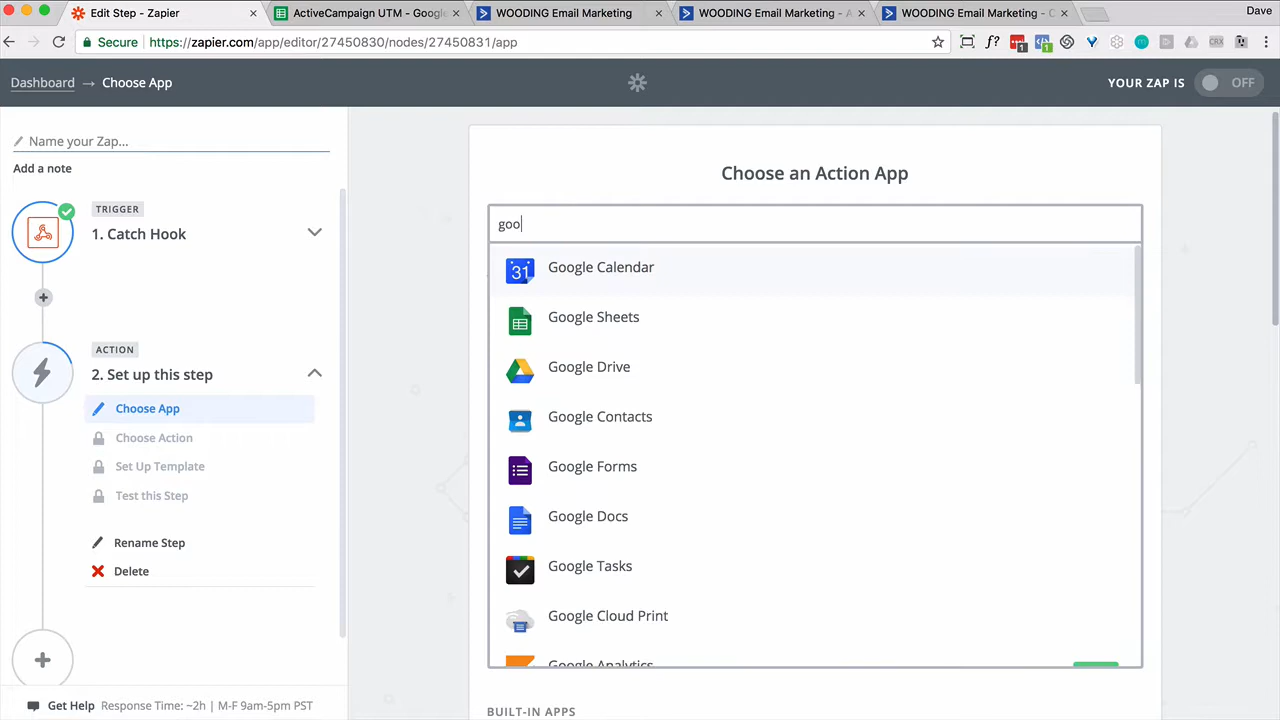 Edit Step - Zapier
ActiveCampaign UTM - Google
WOODING Email Marketing
WOODING Email Marketing - A
WOODING Email Marketing - C
Dave
Secure
https://zapier.com/app/editor/27450830/nodes/27450831/app
f?
1
1
CRX
Dashboard → Choose App
YOUR ZAP IS
OFF
Name your Zap...
Add a note
TRIGGER
1. Catch Hook
ACTION
2. Set up this step
Choose App
Choose Action
Set Up Template
Test this Step
Rename Step
Delete
Get Help
Response Time: ~2h | M-F 9am-5pm PST
Choose an Action App
goo
31
Google Calendar
Google Sheets
Google Drive
Google Contacts
Google Forms
Google Docs
Google Tasks
Google Cloud Print
Google Analytics
BUILT-IN APPS